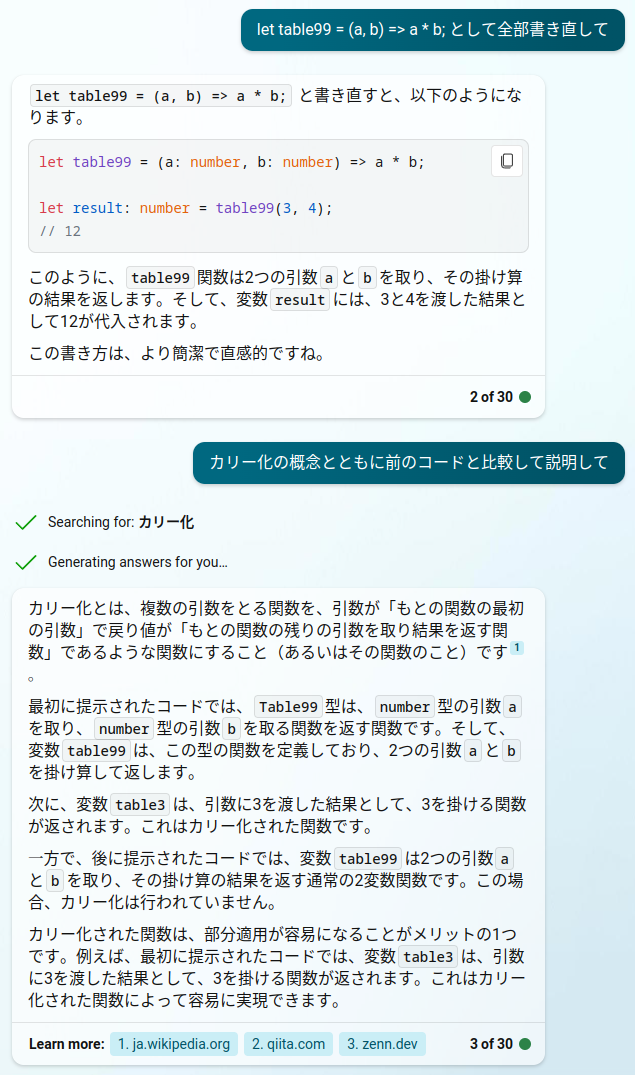 let table99 = (a, b) => a * b; として全部書き直して
let table99 = (a, b) => a * b; と書き直すと、以下のようにな
ります。
let table99 = (a: number, b: number) => a * b;
let result: number = table99(3, 4);
// 12
このように、 table99 関数は2つの引数 a と b を取り、その掛け算
の結果を返します。そして、変数 result には、3と4を渡した結果と
して12が代入されます。
この書き方は、より簡潔で直感的ですね。
2 of 30
カリー化の概念とともに前のコードと比較して説明して
Searching for: カリー化
Generating answers for you…
カリー化とは、複数の引数をとる関数を、引数が「もとの関数の最初
の引数」で戻り値が「もとの関数の残りの引数を取り結果を返す関
数」であるような関数にすること（あるいはその関数のこと）です 1
。
最初に提示されたコードでは、 Table99 型は、 number 型の引数 a
を取り、 number 型の引数 b を取る関数を返す関数です。そして、
変数 table99 は、この型の関数を定義しており、2つの引数 a と b
を掛け算して返します。
次に、変数 table3 は、引数に3を渡した結果として、3を掛ける関数
が返されます。これはカリー化された関数です。
一方で、後に提示されたコードでは、変数 table99 は2つの引数 a
と b を取り、その掛け算の結果を返す通常の2変数関数です。この場
合、カリー化は行われていません。
カリー化された関数は、部分適用が容易になることがメリットの1つ
です。例えば、最初に提示されたコードでは、変数 table3 は、引数
に3を渡した結果として、3を掛ける関数が返されます。これはカリー
化された関数によって容易に実現できます。
Learn more: 1. ja.wikipedia.org 2. qiita.com 3. zenn.dev 3 of 30